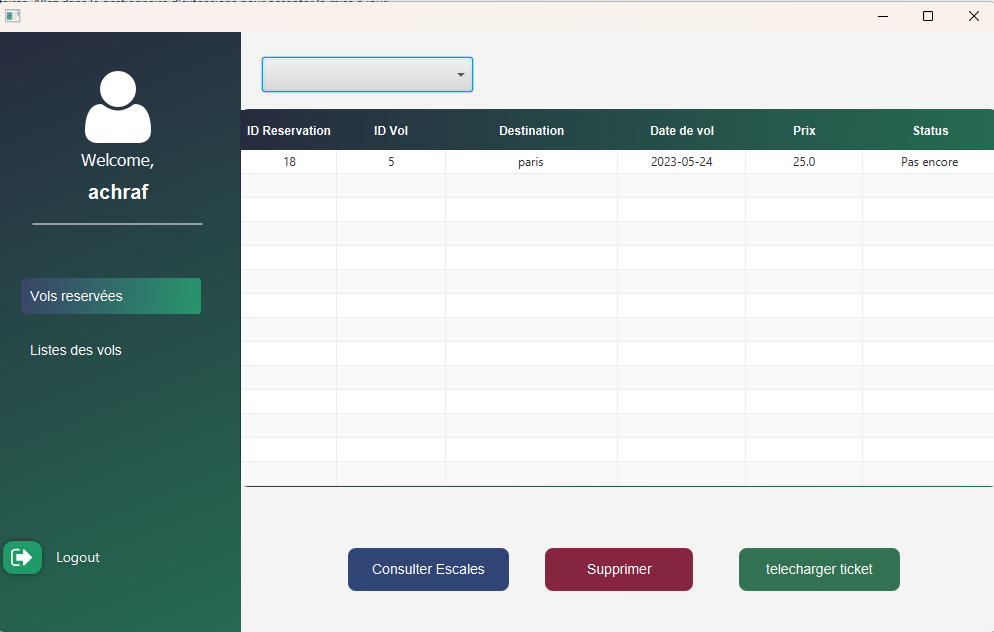 Welcome,
achraf
Vols reservées
Listes des vols
Logout
ID Reservation ID Vol Destination Date de vol Prix Status
18 5 paris 2023-05-24 25.0 Pas encore
Consulter Escales Supprimer telecharger ticket